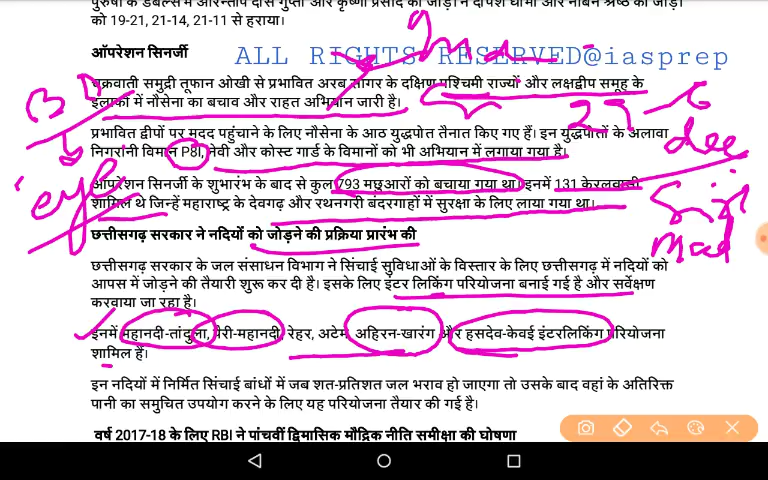 पुरुषों के डबल्स में आरिन्ताप दास गुप्ता और कृष्णा प्रसाद की जोड़ी ने
को 19-21, 21-14, 21-11 से हराया।
ऑपरेशन सिनर्जी
ALL RIGHTS RESERVED@iasprep
चक्रवाती समुद्री तूफान ओखी से प्रभावित अरब सागर के दक्षिण पश्चिमी राज्यों और लक्षद्वीप समूह के
इलाकों में नौसेना का बचाव और राहत अभियान जारी है।
प्रभावित द्वीपों पर मदद पहुंचाने के लिए नौसेना के आठ युद्धपोत तैनात किए गए हैं। इन युद्धपोतों के अलावा
निगरानी विमान P8I, नेवी और कोस्ट गार्ड के विमानों को भी अभियान में लगाया गया है।
ऑपरेशन सिनर्जी के शुभारंभ के बाद से कुल 793 मछुआरों को बचाया गया था। इनमें 131 केरलवासी
शामिल थे जिन्हें महाराष्ट्र के देवगढ़ और रथनगरी बंदरगाहों में सुरक्षा के लिए लाया गया था।
छत्तीसगढ़ सरकार ने नदियों को जोड़ने की प्रक्रिया प्रारंभ की
छत्तीसगढ़ सरकार के जल संसाधन विभाग ने सिंचाई सुविधाओं के विस्तार के लिए छत्तीसगढ़ में नदियों को
आपस में जोड़ने की तैयारी शुरू कर दी है। इसके लिए इंटर लिंकिंग परियोजना बनाई गई है और सर्वेक्षण
करवाया जा रहा है।
इनमें महानदी-तांदुला, पैरी-महानदी, रेहर, अटेम, अहिरन-खारंग और हसदेव-केवई इंटरलिंकिंग परियोजना
शामिल हैं।
इन नदियों में निर्मित सिंचाई बांधों में जब शत-प्रतिशत जल भराव हो जाएगा तो उसके बाद वहां के अतिरिक्त
पानी का समुचित उपयोग करने के लिए यह परियोजना तैयार की गई है।
वर्ष 2017-18 के लिए RBI ने पांचवीं द्विमासिक मौद्रिक नीति समीक्षा की घोषणा
'eye'
dec